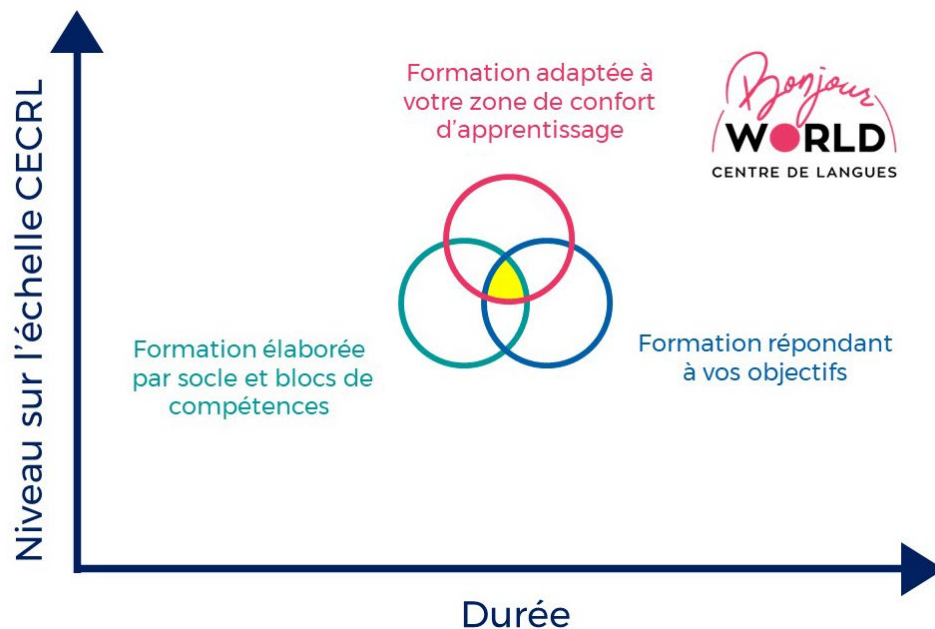 Niveau sur l'échelle CECRL
Formation adaptée à
votre zone de confort
d'apprentissage
Bonjour
WORLD
CENTRE DE LANGUES
Formation élaborée
par socle et blocs de
compétences
Formation répondant
à vos objectifs
Durée